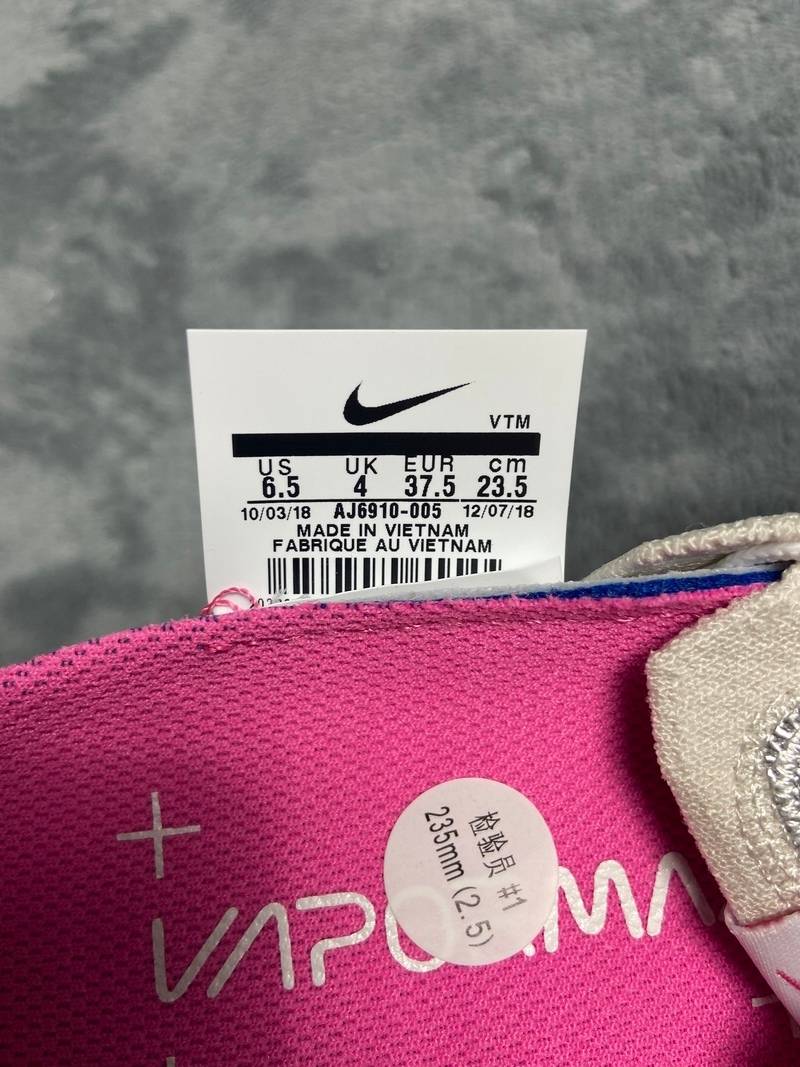 VTM
US UK EUR cm
6.5 4 37.5 23.5
10/03/18 AJ6910-005 12/07/18
MADE IN VIETNAM
FABRIQUE AU VIETNAM
检验员 #1
235mm (2.5)